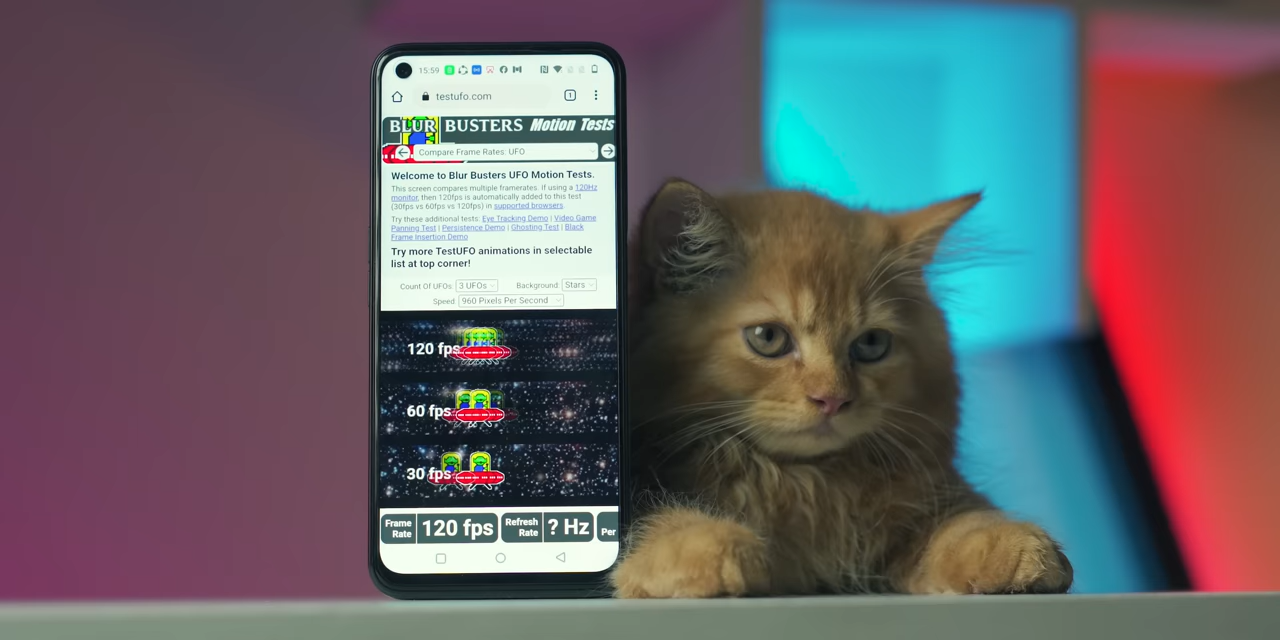 15:59
testufo.com
1
BLUR BUSTERS Motion Tests
Compare Frame Rates: UFO
Welcome to Blur Busters UFO Motion Tests.
This screen compares multiple framerates. If using a 120Hz
monitor, then 120fps is automatically added to this test
(30fps vs 60fps vs 120fps) in supported browsers
Try these additional tests: Eye Tracking Demo | Video Game
Panning Test | Persistence Demo | Ghosting Test | Black
Frame Insertion Demo
Try more TestUFO animations in selectable
list at top corner!
Count Of UFOs: 3 UFOs Background: Stars
Speed: 960 Pixels Per Second
120 fps
60 fps
30 fps
Frame Rate 120 fps Refresh Rate ? Hz Per